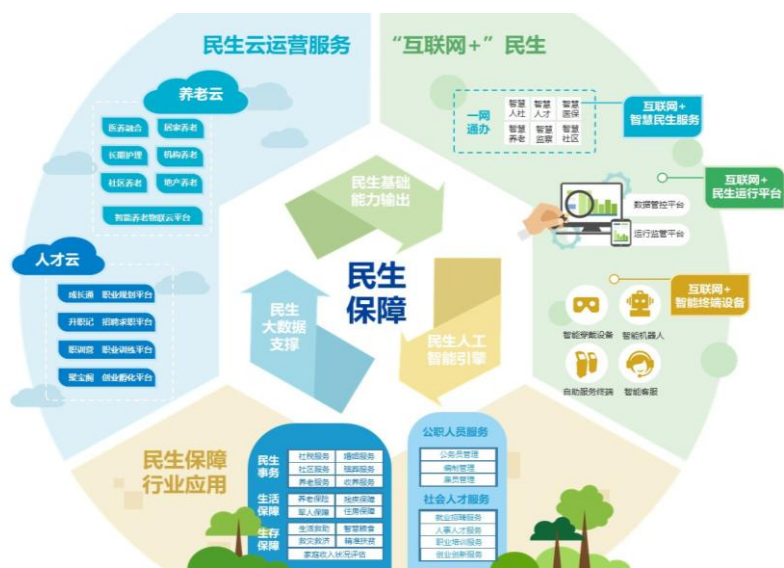 民生云运营服务
“互联网+”民生
养老云
医养融合
居家养老
长期护理
机构养老
社区养老
地产养老
智能养老物联云平台
人才云
成长通 职业规划平台
升职记 招聘求职平台
职训营 职业训练平台
聚宝阁 创业孵化平台
一网
通办
智慧
人社
智慧
人才
智慧
医保
智慧
养老
智慧
监察
智慧
社区
互联网+
智慧民生服务
互联网+
民生运行平台
数据管控平台
运行监管平台
互联网+
智能终端设备
智能穿戴设备
智能机器人
自助服务终端
智能客服
民生基础
能力输出
民生
保障
民生
大数据
支撑
民生人工
智能引擎
民生保障
行业应用
民生
事务
社税服务
婚姻服务
社区服务
殡葬服务
养老服务
收养服务
生活
保障
养老保险
残疾保障
军人保障
住房保障
生存
保障
生活救助
智慧粮食
救灾救济
精准扶贫
家庭收入状况评估
公职人员服务
公务员管理
编制管理
雇员管理
社会人才服务
就业招聘服务
人事人才服务
职业培训服务
创业创新服务